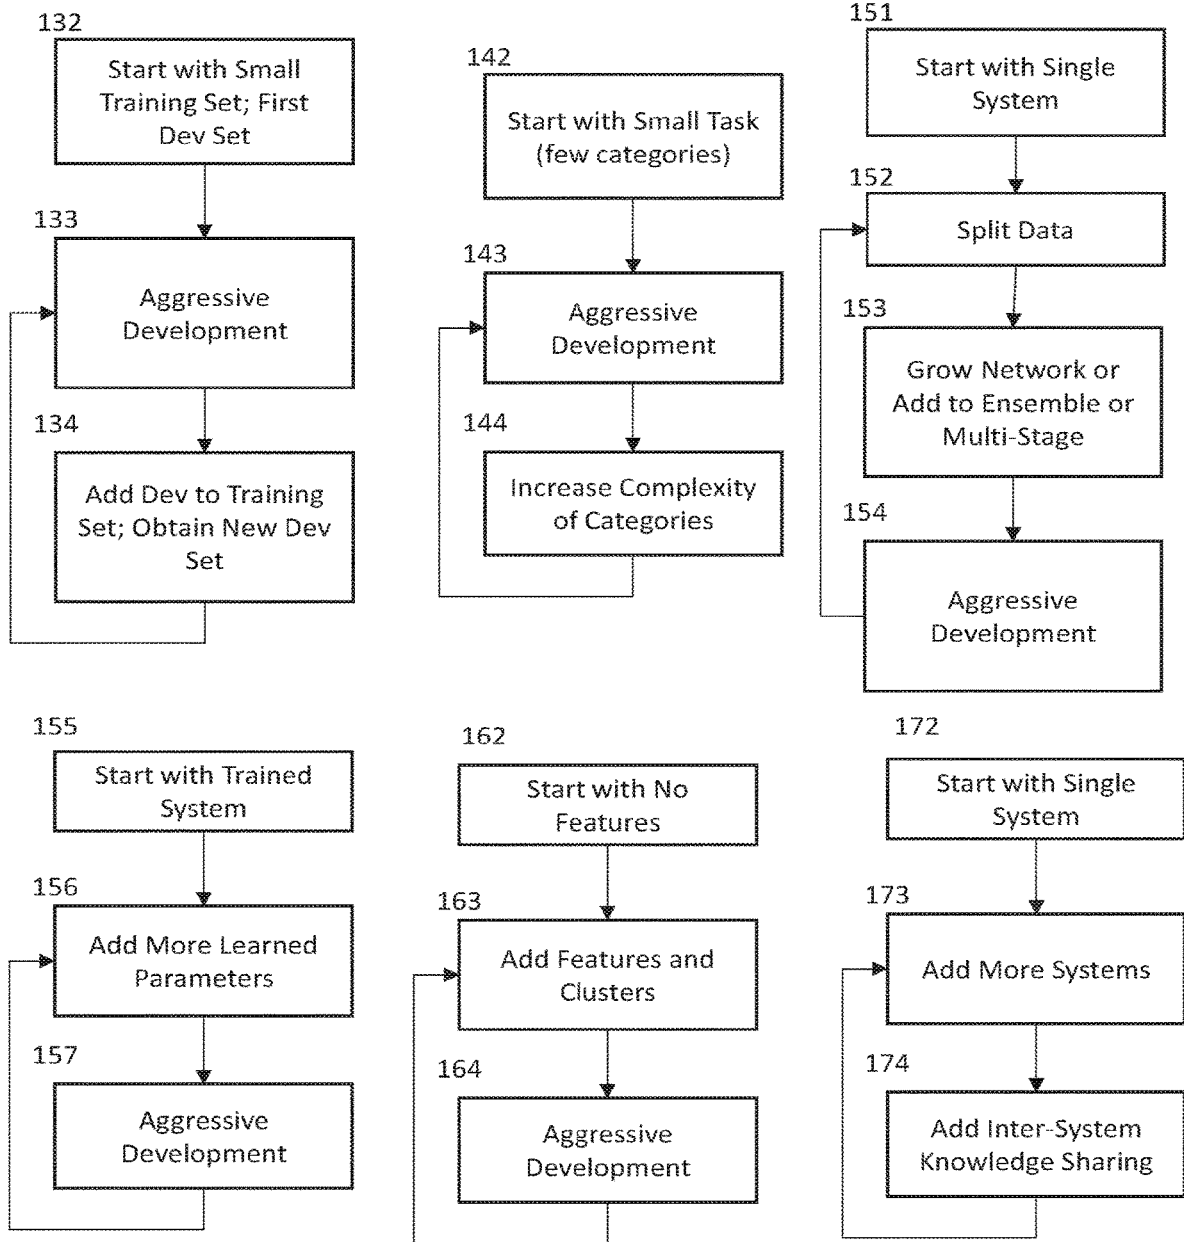 132
Start with Small
Training Set; First
Dev Set
133
Aggressive
Development
134
Add Dev to Training
Set; Obtain New Dev
Set
142
Start with Small Task
(few categories)
143
Aggressive
Development
144
Increase Complexity
of Categories
151
Start with Single
System
152
Split Data
153
Grow Network or
Add to Ensemble or
Multi-Stage
154
Aggressive
Development
155
Start with Trained
System
156
Add More Learned
Parameters
157
Aggressive
Development
162
Start with No
Features
163
Add Features and
Clusters
164
Aggressive
Development
172
Start with Single
System
173
Add More Systems
174
Add Inter-System
Knowledge Sharing